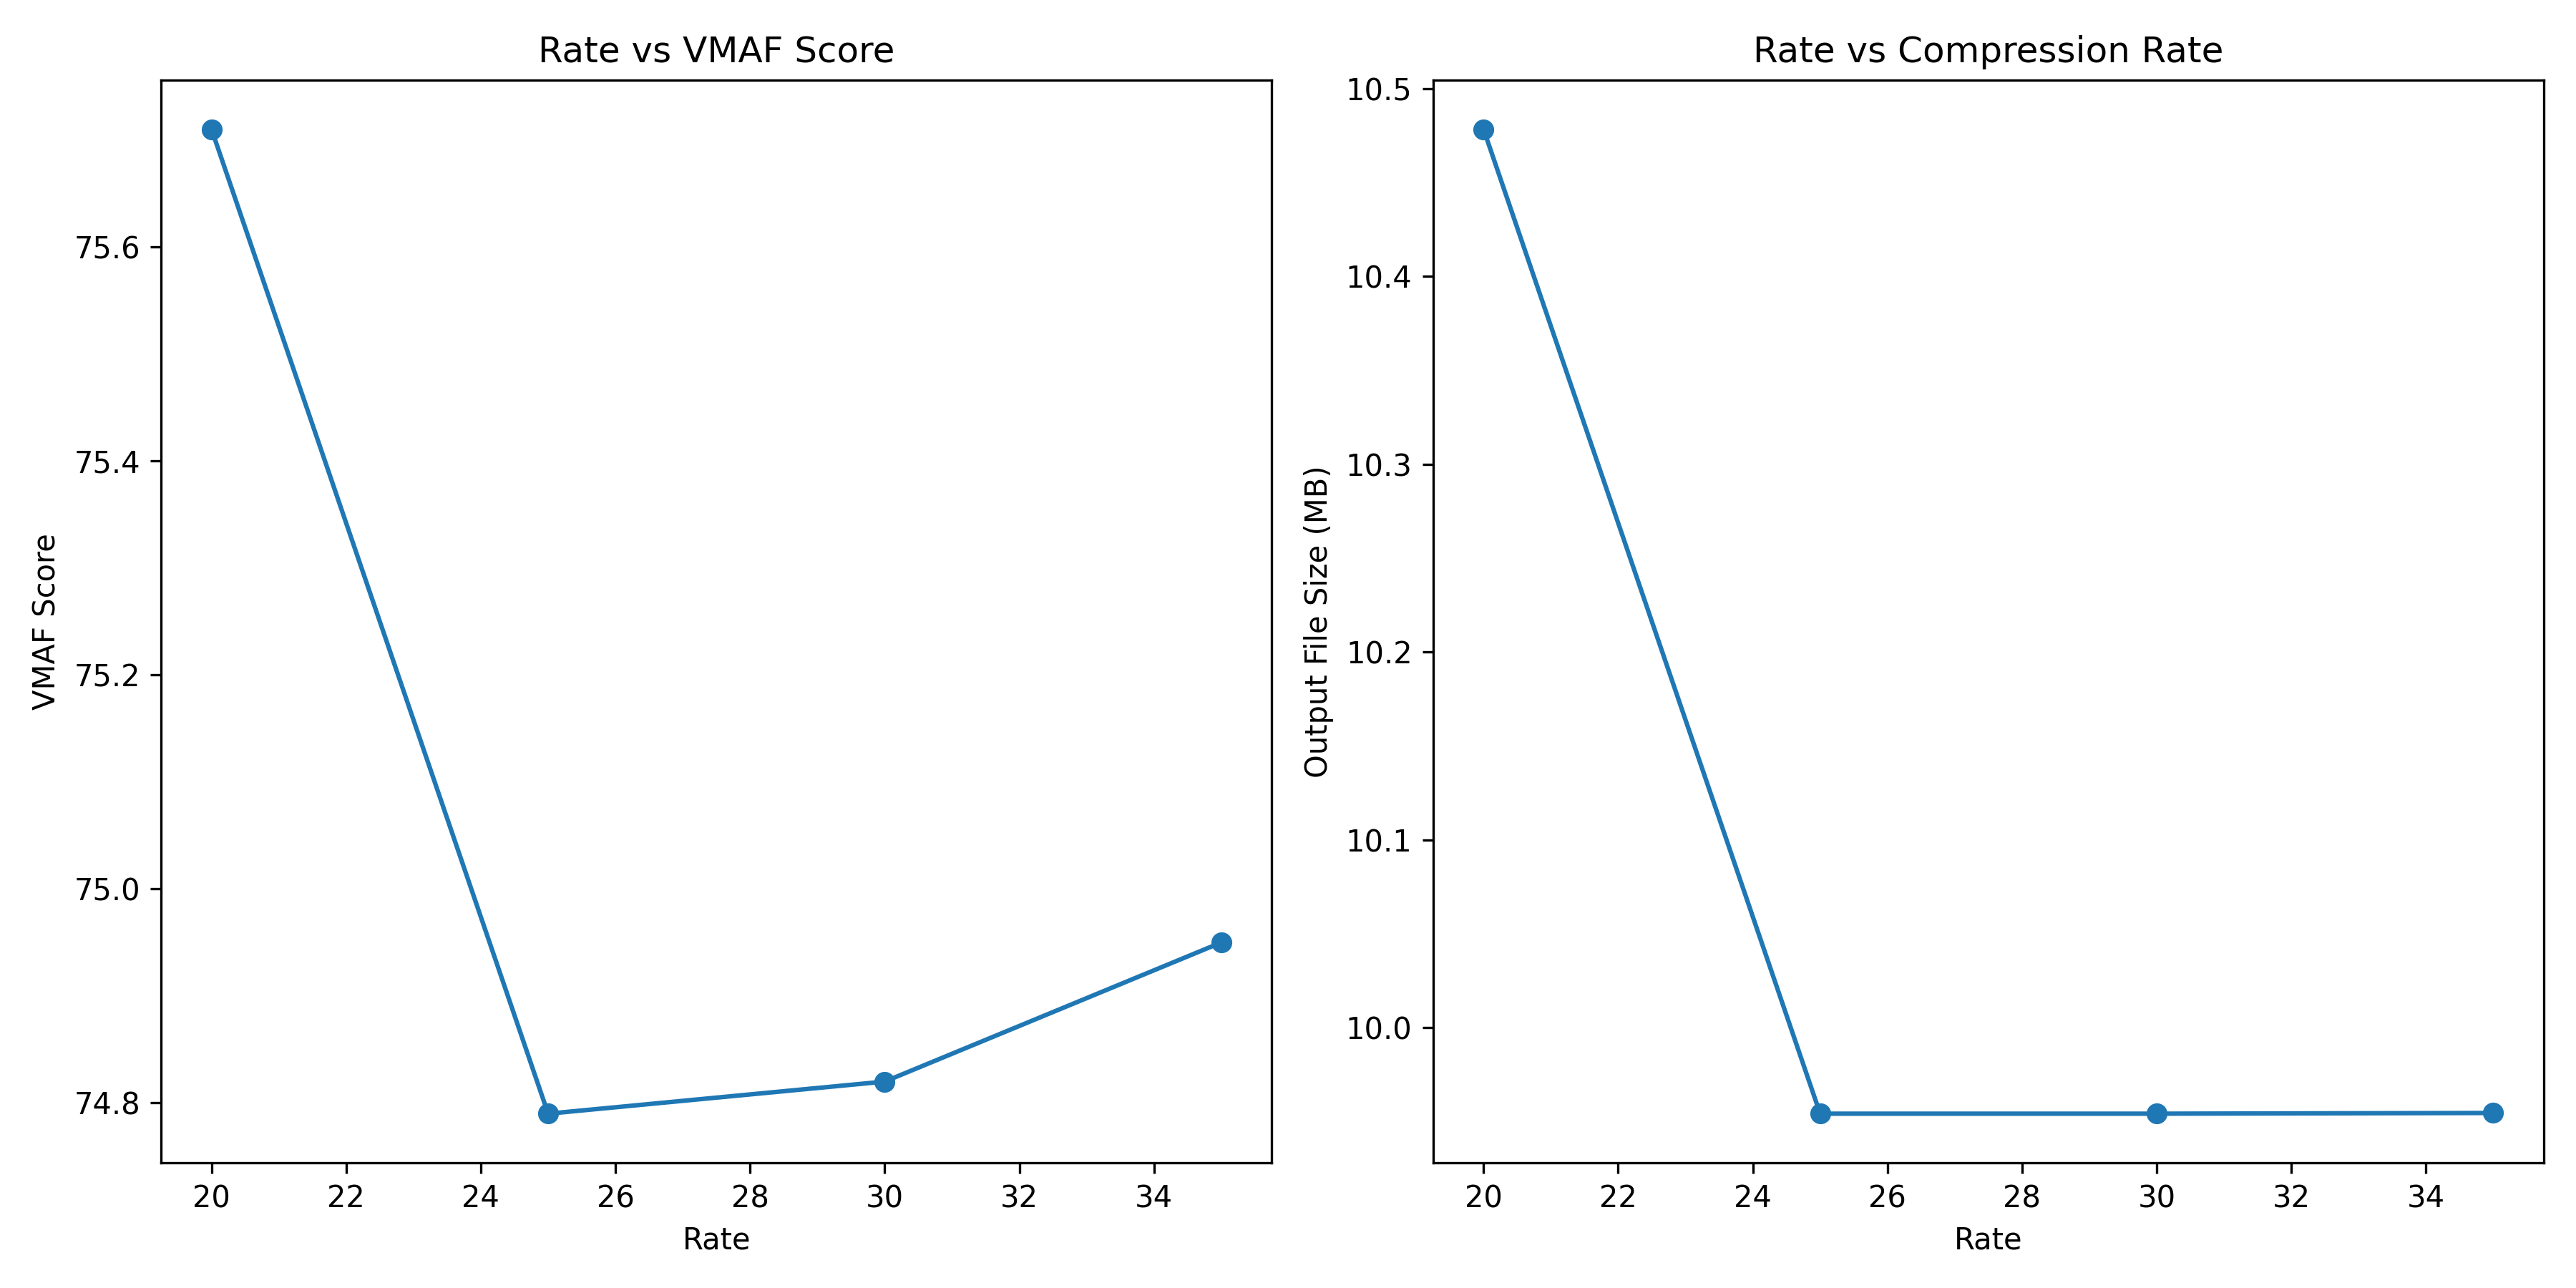 Rate vs VMAF Score
75.6
75.4
75.2
75.0
74.8
VMAF Score
20 22 24 26 28 30 32 34
Rate
Rate vs Compression Rate
10.5
10.4
10.3
10.2
10.1
10.0
Output File Size (MB)
20 22 24 26 28 30 32 34
Rate